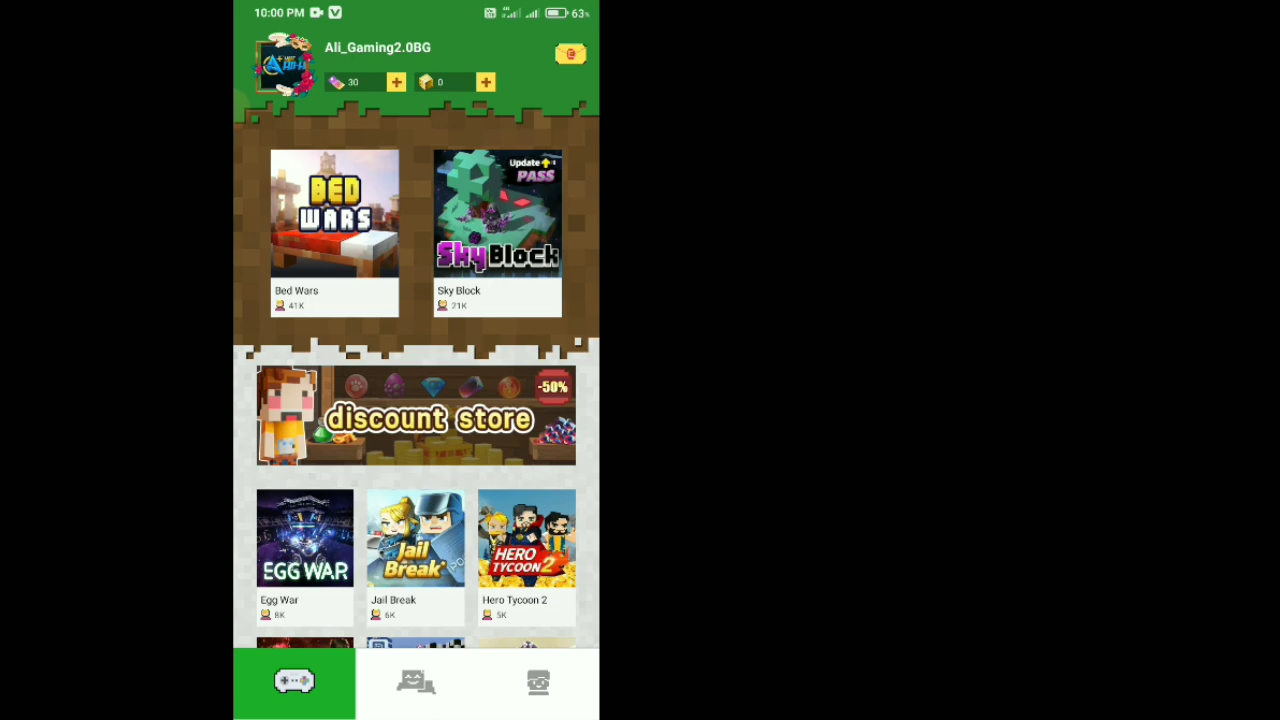 10:00 PM
63%
Ali_Gaming2.0BG
30
0
BED
WARS
Update
PASS
SkyBlock
Bed Wars
41K
Sky Block
21K
-50%
discount store
EGG WAR
Jail
Break
HERO
TYCOON 2
Egg War
8K
Jail Break
6K
Hero Tycoon 2
5K